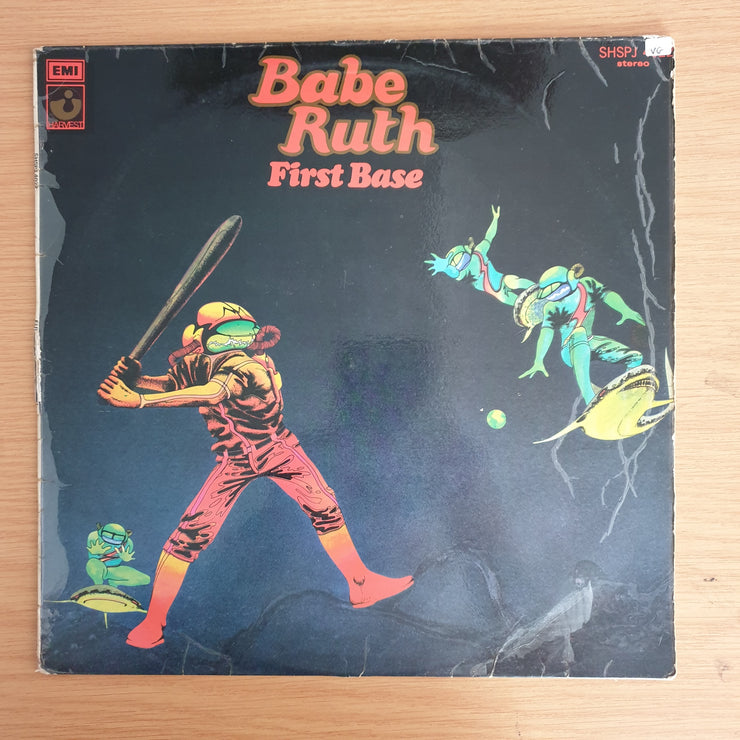 EMI
HARVEST
SHSPJ
VG
stereo
Babe
Ruth
First Base